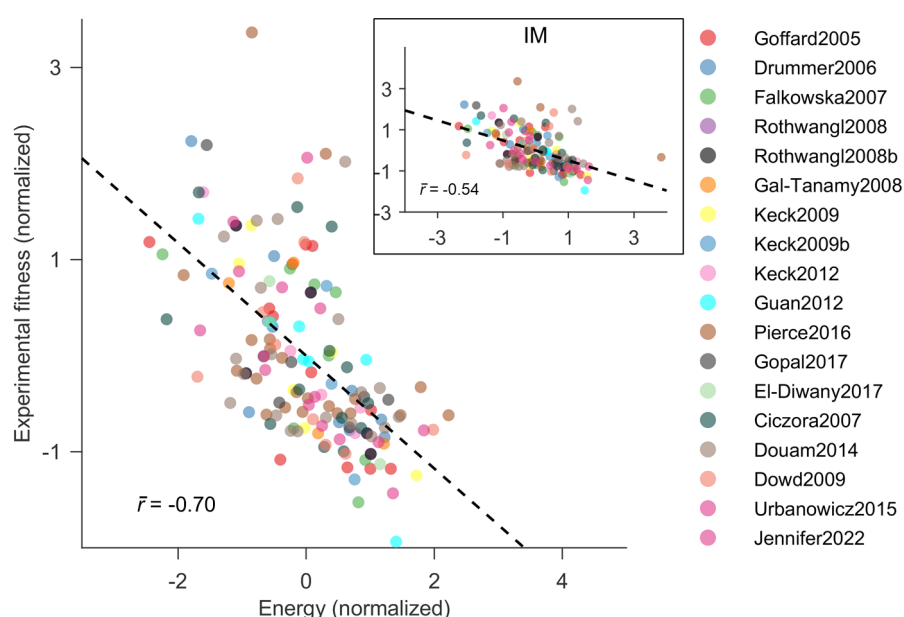 IM
3
1
-1
-3
r̄ = -0.54
-3
-1
1
3
Experimental fitness (normalized)
3
1
-1
r̄ = -0.70
-2
0
2
4
Energy (normalized)
Goffard2005
Drummer2006
Falkowska2007
Rothwangl2008
Rothwangl2008b
Gal-Tanamy2008
Keck2009
Keck2009b
Keck2012
Guan2012
Pierce2016
Gopal2017
El-Diwany2017
Ciczora2007
Douam2014
Dowd2009
Urbanowicz2015
Jennifer2022